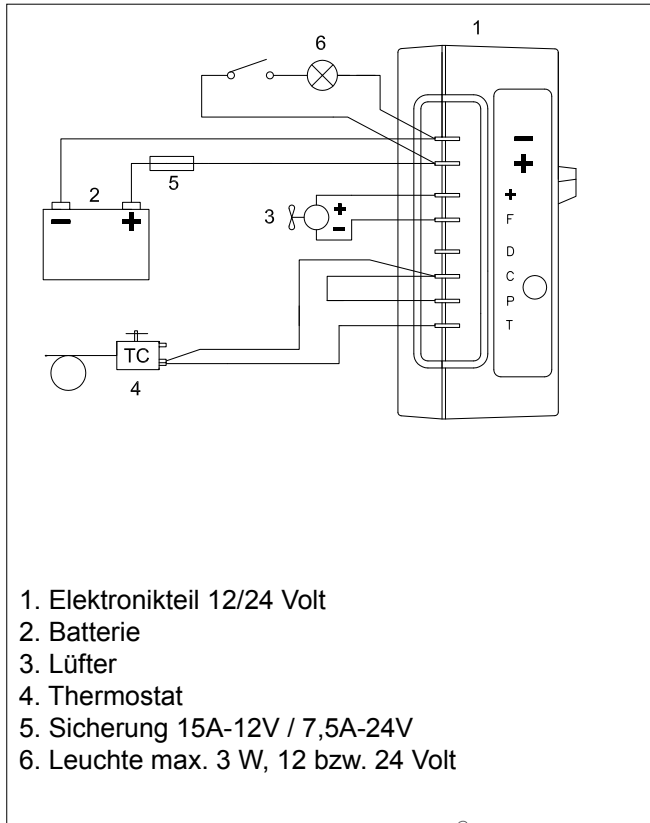 6
1
−
+
5
2
− +
3
+
−
+
F
D
C
P
T
TC
4
1. Elektronikteil 12/24 Volt
2. Batterie
3. Lüfter
4. Thermostat
5. Sicherung 15A-12V / 7,5A-24V
6. Leuchte max. 3 W, 12 bzw. 24 Volt